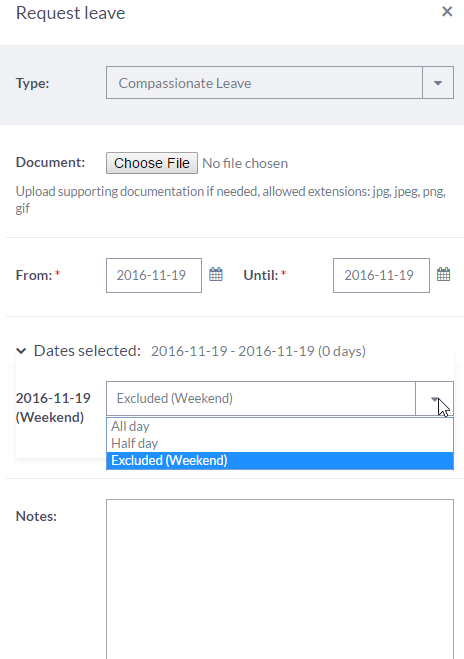 Request leave ×
Type: Compassionate Leave
Document: Choose File No file chosen
Upload supporting documentation if needed, allowed extensions: jpg, jpeg, png,
gif
From: * 2016-11-19 Until: * 2016-11-19
Dates selected: 2016-11-19 - 2016-11-19 (0 days)
2016-11-19 Excluded (Weekend)
(Weekend)
All day
Half day
Excluded (Weekend)
Notes: